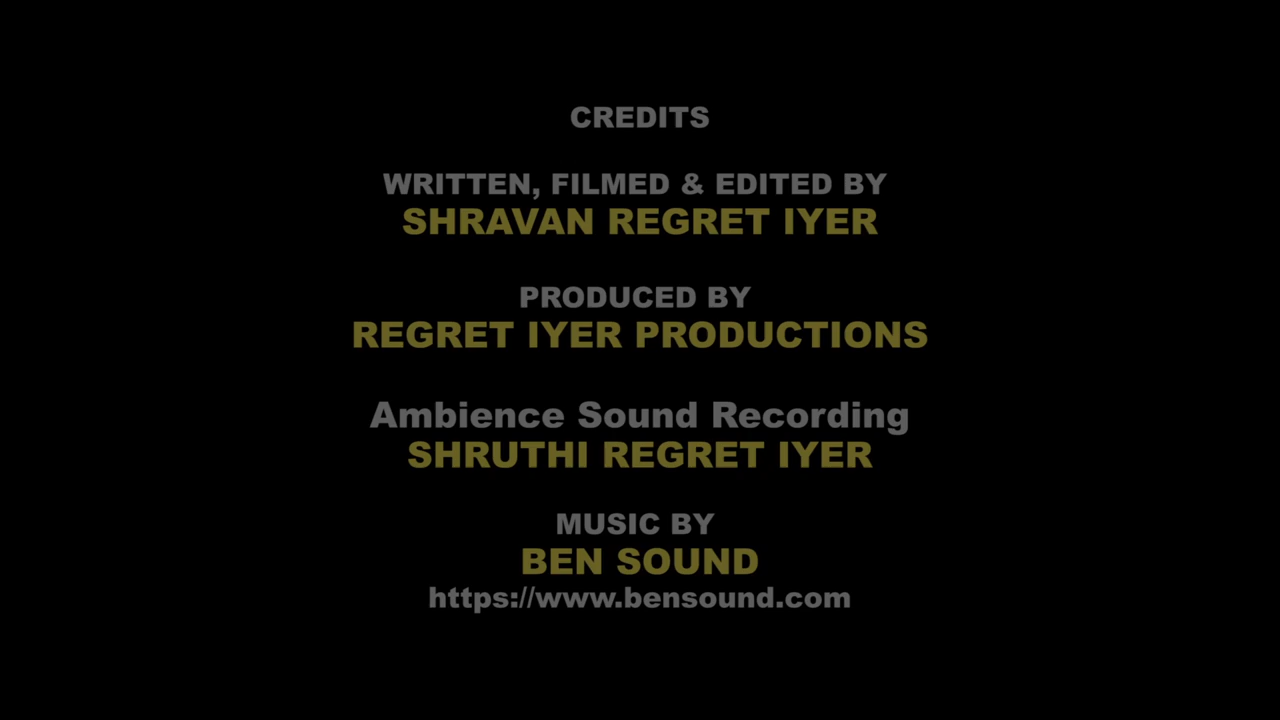 CREDITS
WRITTEN, FILMED & EDITED BY
SHRAVAN REGRET IYER
PRODUCED BY
REGRET IYER PRODUCTIONS
Ambience Sound Recording
SHRUTHI REGRET IYER
MUSIC BY
BEN SOUND
https://www.bensound.com